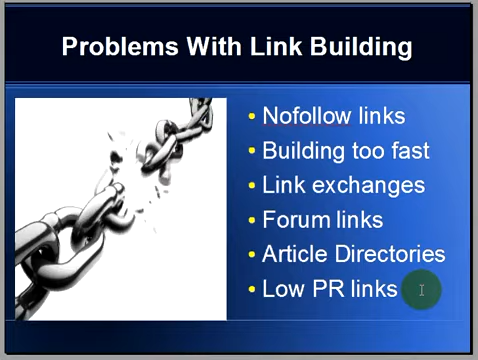 Problems With Link Building
Nofollow links
Building too fast
Link exchanges
Forum links
Article Directories
Low PR links